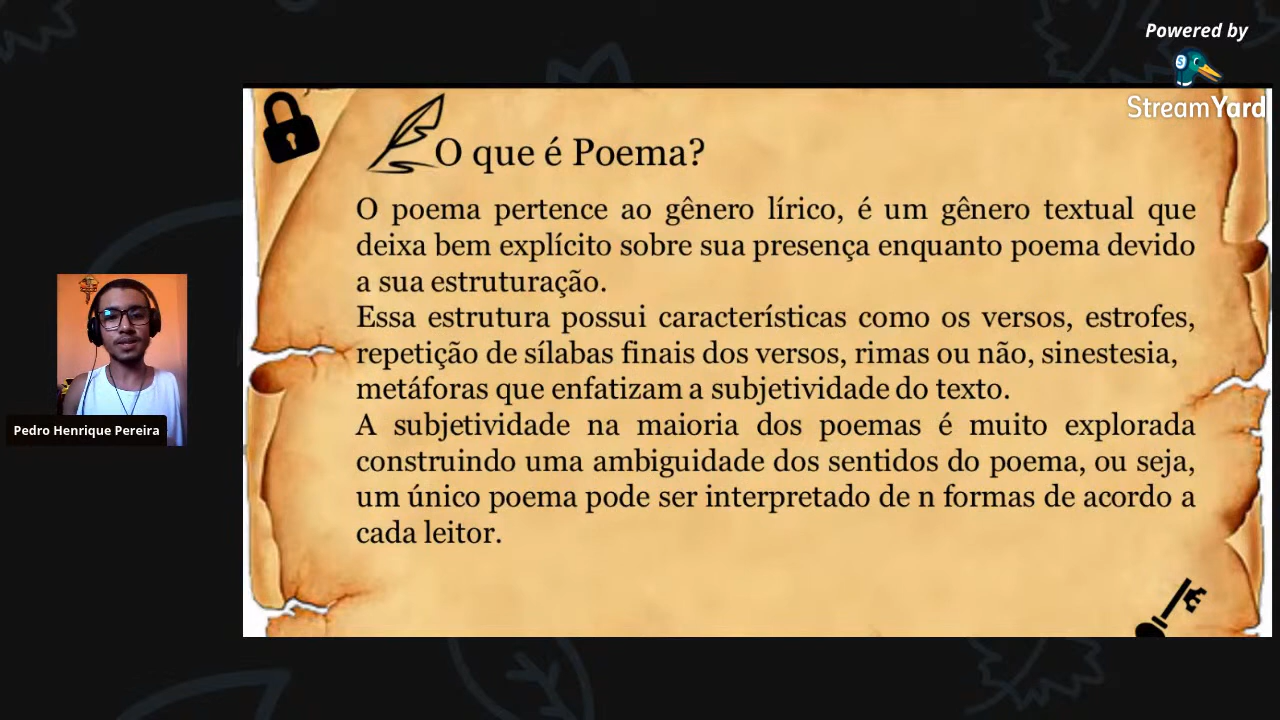 Powered by
StreamYard
O que é Poema?
O poema pertence ao gênero lírico, é um gênero textual que
deixa bem explícito sobre sua presença enquanto poema devido
a sua estruturação.
Essa estrutura possui características como os versos, estrofes,
repetição de sílabas finais dos versos, rimas ou não, sinestesia,
metáforas que enfatizam a subjetividade do texto.
A subjetividade na maioria dos poemas é muito explorada
construindo uma ambiguidade dos sentidos do poema, ou seja,
um único poema pode ser interpretado de n formas de acordo a
cada leitor.
Pedro Henrique Pereira